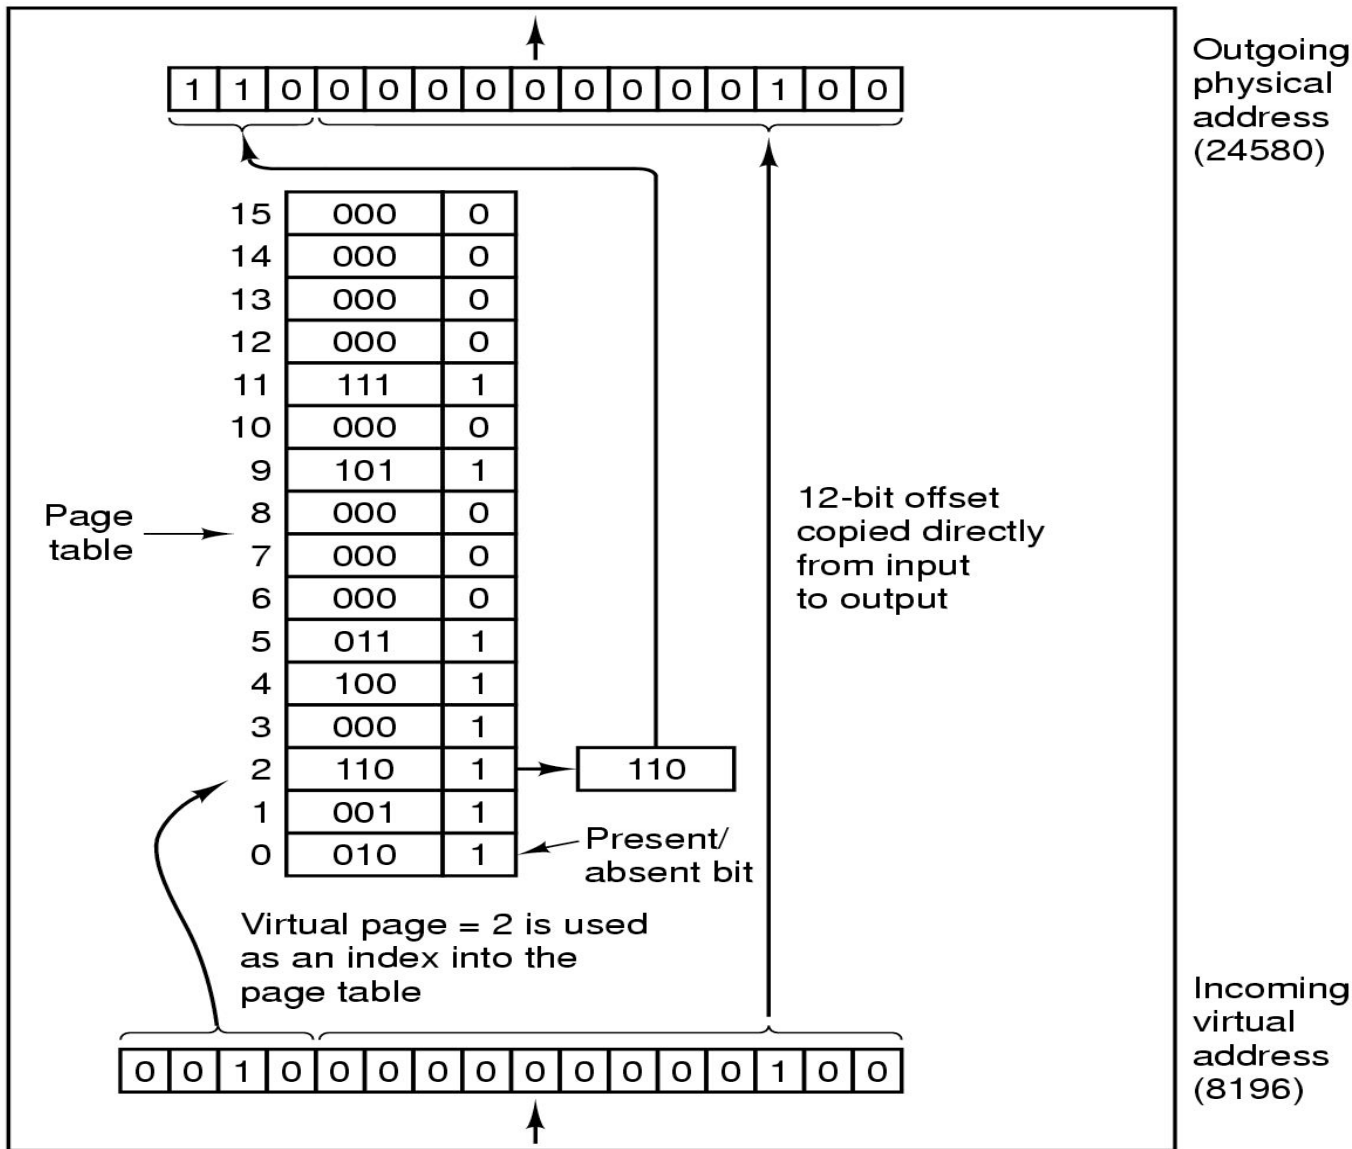 Outgoing
physical
address
(24580)
1 1 0 0 0 0 0 0 0 0 0 0 1 0 0
15 000 0
14 000 0
13 000 0
12 000 0
11 111 1
10 000 0
9 101 1
8 000 0
7 000 0
6 000 0
5 011 1
4 100 1
3 000 1
2 110 1 110
1 001 1
0 010 1
Page
table
12-bit offset
copied directly
from input
to output
Present/
absent bit
Virtual page = 2 is used
as an index into the
page table
0 0 1 0 0 0 0 0 0 0 0 0 0 1 0 0
Incoming
virtual
address
(8196)